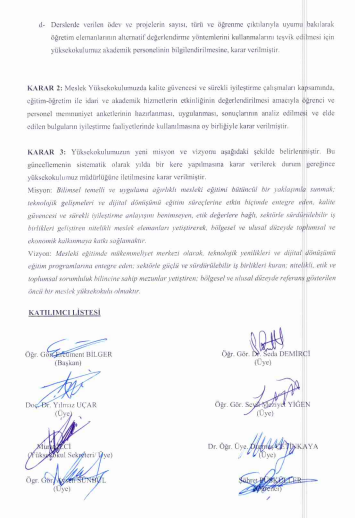 d- Derslerde verilen ödev ve projelerin sayısı, türü ve öğrenme çıktılarıyla uyumu bakılarak
öğretim elemanlarının alternatif değerlendirme yöntemlerini kullanmalarını teşvik edilmesi için
yüksekokulumuz akademik personelinin bilgilendirilmesine, karar verilmiştir.
KARAR 2: Meslek Yüksekokulumuzda kalite güvencesi ve sürekli iyileştirme çalışmaları kapsamında,
eğitim-öğretim ile idari ve akademik hizmetlerin etkinliğinin değerlendirilmesi amacıyla öğrenci ve
personel memnuniyet anketlerinin hazırlanması, uygulanması, sonuçlarının analiz edilmesi ve elde
edilen bulguların iyileştirme faaliyetlerinde kullanılmasına oy birliğiyle karar verilmiştir.
KARAR 3: Yüksekokulumuzun yeni misyon ve vizyonu aşağıdaki şekilde belirlenmiştir. Bu
güncellemenin sistematik olarak yılda bir kere yapılmasına karar verilerek durum gereğince
yüksekokulumuz müdürlüğüne iletilmesine karar verilmiştir.
Misyon: Bilimsel temelli ve uygulama ağırlıklı mesleki eğitimi bütüncül bir yaklaşımla sunmak;
teknolojik gelişmeleri ve dijital dönüşümü eğitim süreçlerine etkin biçimde entegre eden, kalite
güvencesi ve sürekli iyileştirme anlayışını benimseyen, etik değerlere bağlı, sektörle sürdürülebilir iş
birlikleri geliştiren nitelikli meslek elemanları yetiştirerek, bölgesel ve ulusal düzeyde toplumsal ve
ekonomik kalkınmaya katkı sağlamaktır.
Vizyon: Mesleki eğitimde mükemmeliyet merkezi olarak, teknolojik yenilikleri ve dijital dönüşümü
eğitim programlarına entegre eden; sektörle güçlü ve sürdürülebilir iş birlikleri kuran; nitelikli, etik ve
toplumsal sorumluluk bilincine sahip mezunlar yetiştiren; bölgesel ve ulusal düzeyde referans gösterilen
öncü bir meslek yüksekokulu olmaktır.
KATILIMCI LİSTESİ
Öğr. Gör. BİLGER
(Başkan)
Öğr. Gör. Dr. Seda DEMİRCİ
(Üye)
Doç. Dr. Yılmaz UÇAR
(Üye)
Öğr. Gör. YİĞEN
(Üye)
(Yüksekokul Sekreteri/ Üye)
Dr. Öğr. Üye.
(Üye)
Öğr. Gör.
(Üye)